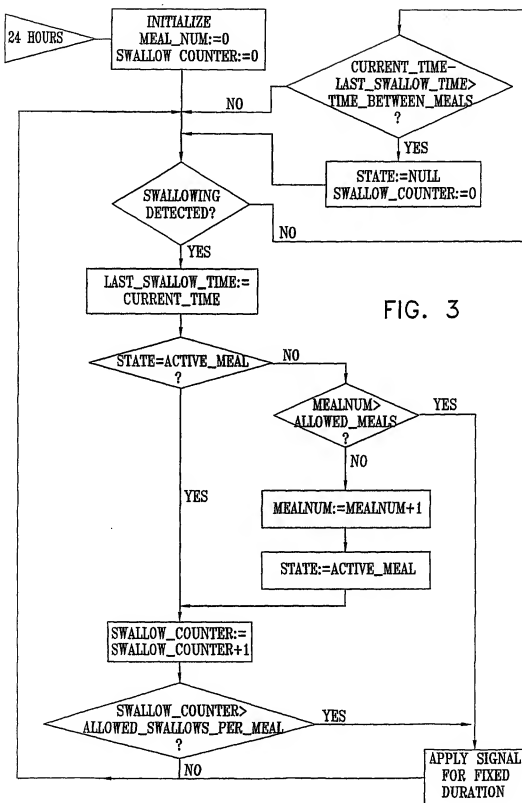 24 HOURS
INITIALIZE
MEAL_NUM:=0
SWALLOW COUNTER:=0
CURRENT_TIME-
LAST_SWALLOW_TIME>
TIME_BETWEEN_MEALS
?
NO
YES
STATE:=NULL
SWALLOW_COUNTER:=0
SWALLOWING
DETECTED?
NO
YES
LAST_SWALLOW_TIME:=
CURRENT_TIME
FIG. 3
STATE=ACTIVE_MEAL
?
NO
MEALNUM>
ALLOWED_MEALS
?
YES
NO
YES
MEALNUM:=MEALNUM+1
STATE:=ACTIVE_MEAL
SWALLOW_COUNTER:=
SWALLOW_COUNTER+1
SWALLOW_COUNTER>
ALLOWED_SWALLOWS_PER_MEAL
?
YES
NO
APPLY SIGNAL
FOR FIXED
DURATION